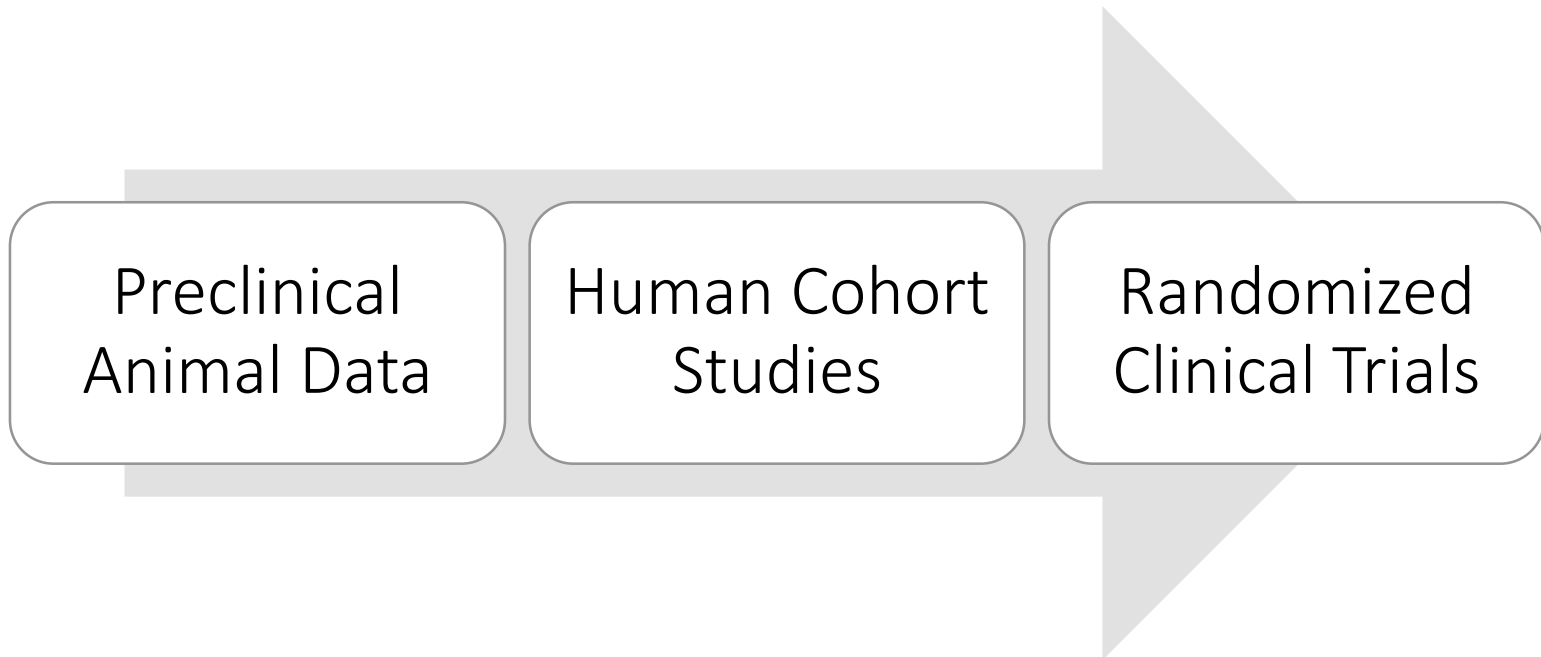 Preclinical
Animal Data
Human Cohort
Studies
Randomized
Clinical Trials